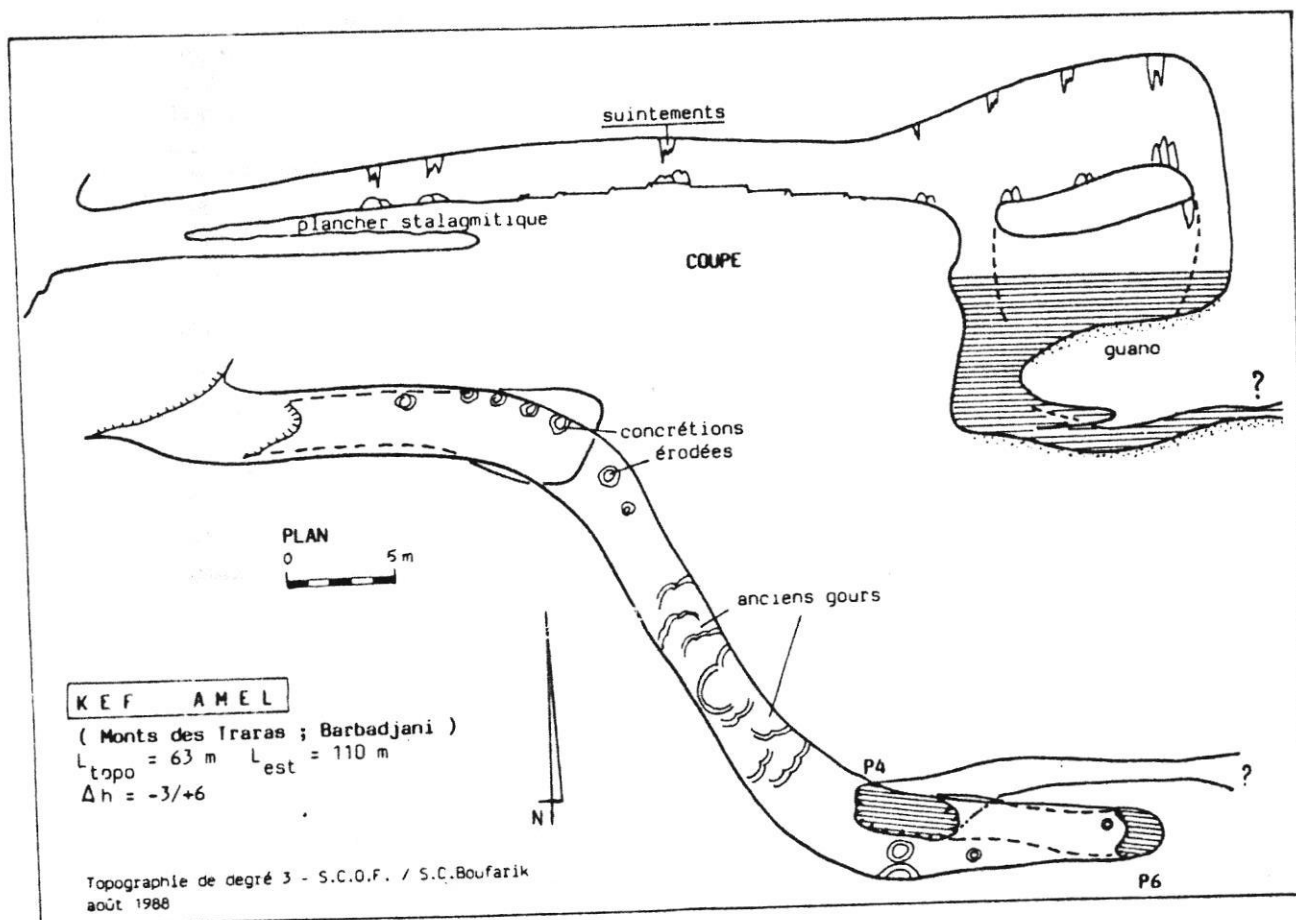 suintements
plancher stalagmitique
COUPE
guano
?
concrétions
érodées
PLAN
0 5 m
anciens gours
KEF AMEL
( Monts des Traras ; Barbadjani )
L topo = 63 m L est = 110 m
Δh = -3/+6
N
P4
?
P6
Topographie de degré 3 - S.C.O.F. / S.C.Boufarik
août 1988